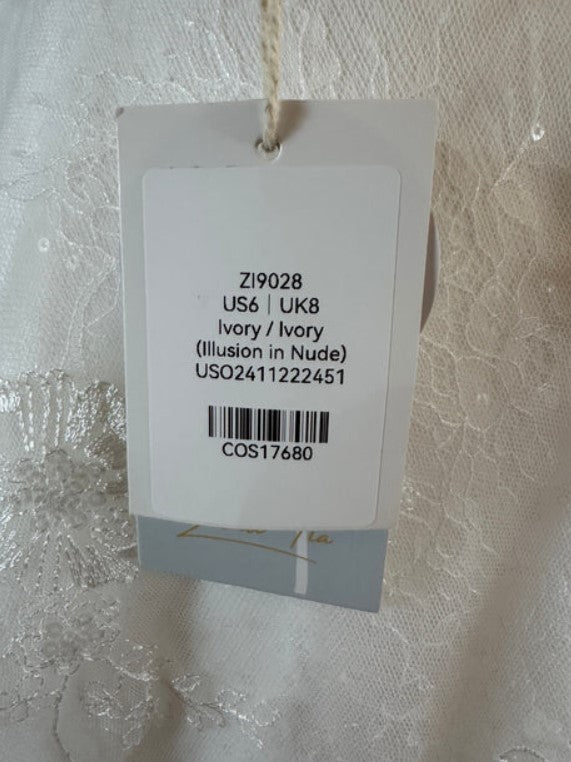 ZI9028
US6 | UK8
Ivory / Ivory
(Illusion in Nude)
USO2411222451
COS17680